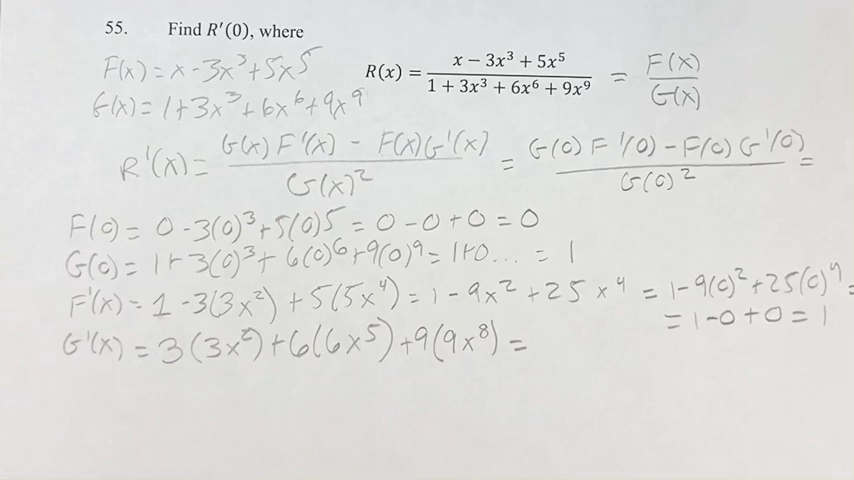 55. Find R′(0), where
F(x) = x - 3x³ + 5x⁵
R(x) = (x − 3x³ + 5x⁵)/(1 + 3x³ + 6x⁶ + 9x⁹) = F(x)/G(x)
G(x) = 1 + 3x³ + 6x⁶ + 9x⁹
R'(x) = (G(x)F'(x) - F(x)G'(x))/G(x)² = (G(0)F'(0) - F(0)G'(0))/G(0)² =
F(0) = 0 - 3(0)³ + 5(0)5 = 0 - 0 + 0 = 0
G(0) = 1 + 3(0)³ + 6(0)⁶ + 9(0)⁹ = 1+0... = 1
F'(x) = 1 - 3(3x²) + 5(5x⁴) = 1 - 9x² + 25x⁴ = 1 - 9(0)² + 25(0)⁴ =
= 1 - 0 + 0 = 1
G'(x) = 3(3x²) + 6(6x⁵) + 9(9x⁸) =